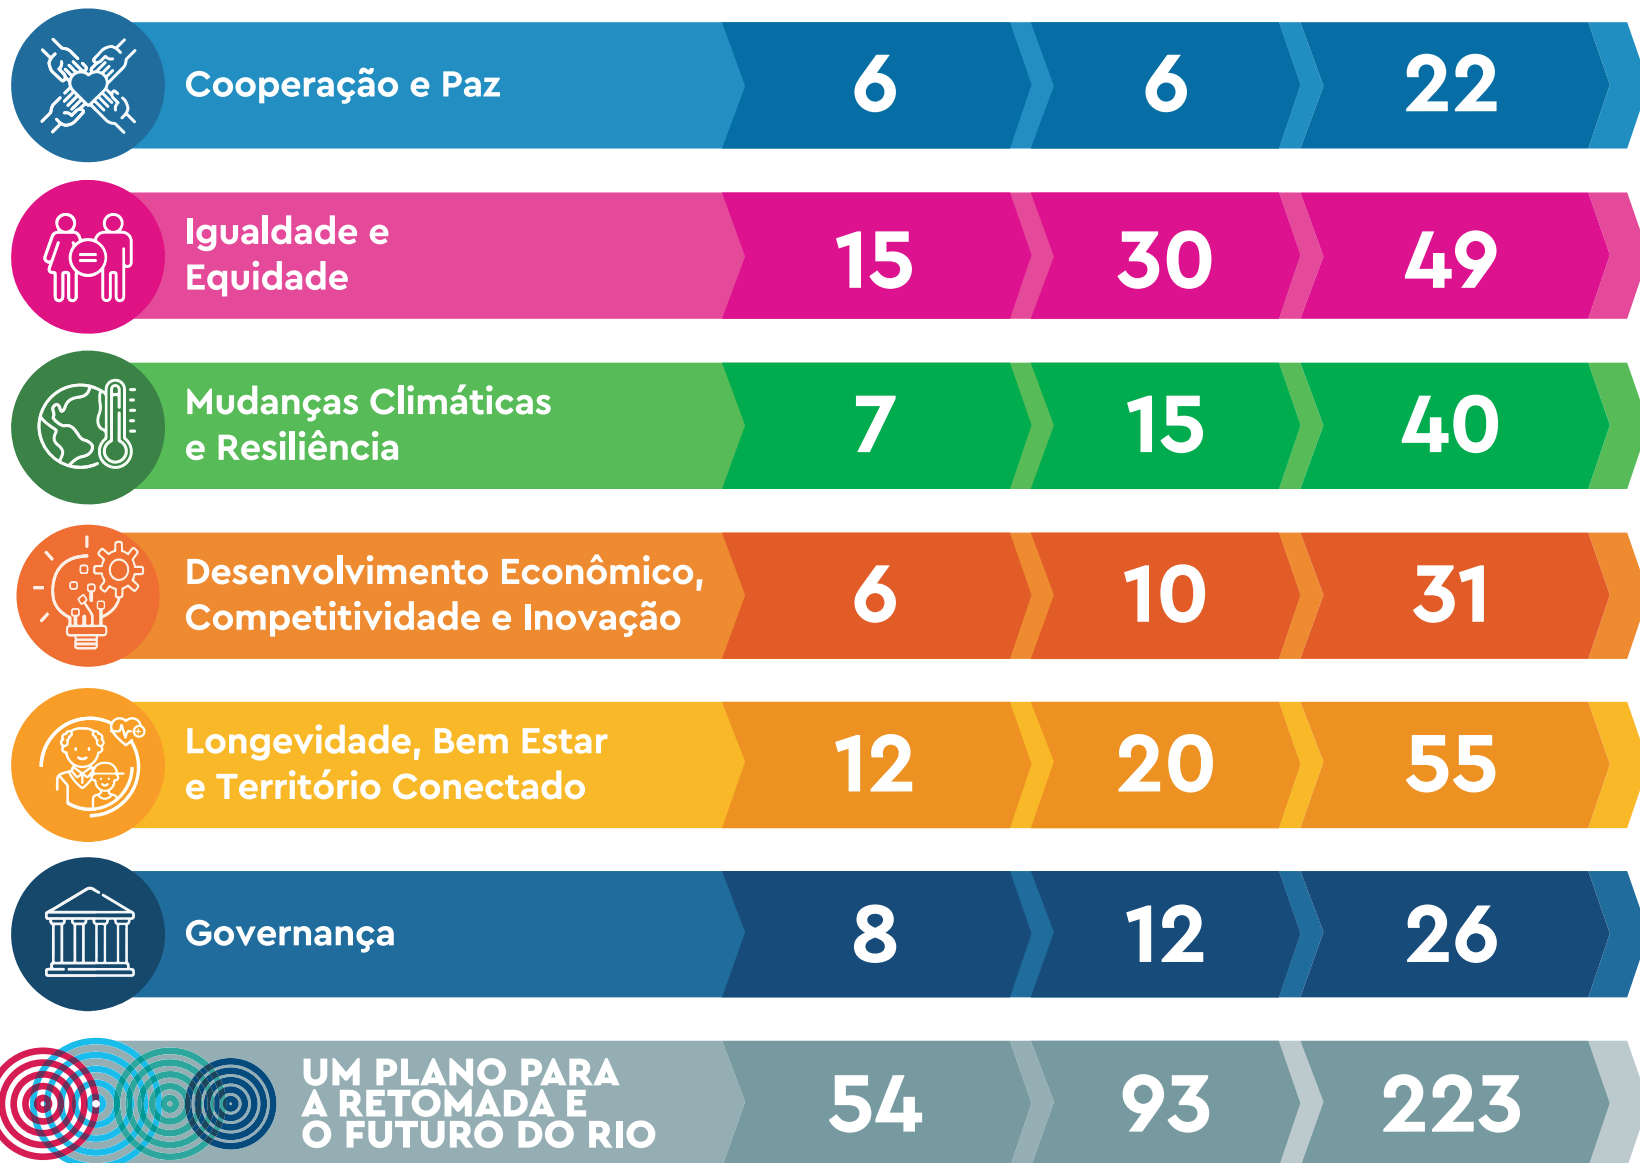 Cooperação e Paz 6 6 22
Igualdade e
Equidade 15 30 49
Mudanças Climáticas
e Resiliência 7 15 40
Desenvolvimento Econômico,
Competitividade e Inovação 6 10 31
Longevidade, Bem Estar
e Território Conectado 12 20 55
Governança 8 12 26
UM PLANO PARA
A RETOMADA E
O FUTURO DO RIO 54 93 223